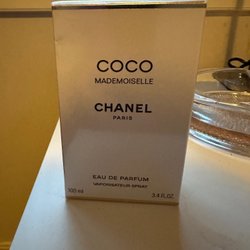 COCO
MADEMOISELLE
CHANEL
PARIS
EAU DE PARFUM
VAPORISATEUR SPRAY
100 ml 3.4 FL.OZ.